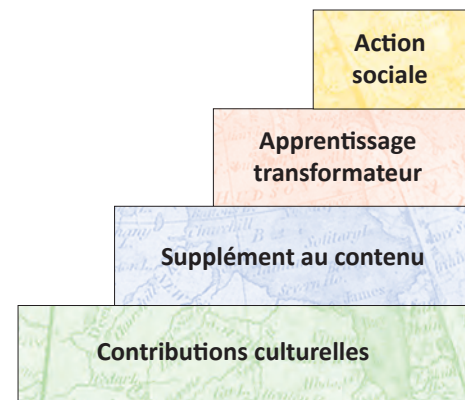 Action
sociale
Apprentissage
transformateur
Supplément au contenu
Contributions culturelles